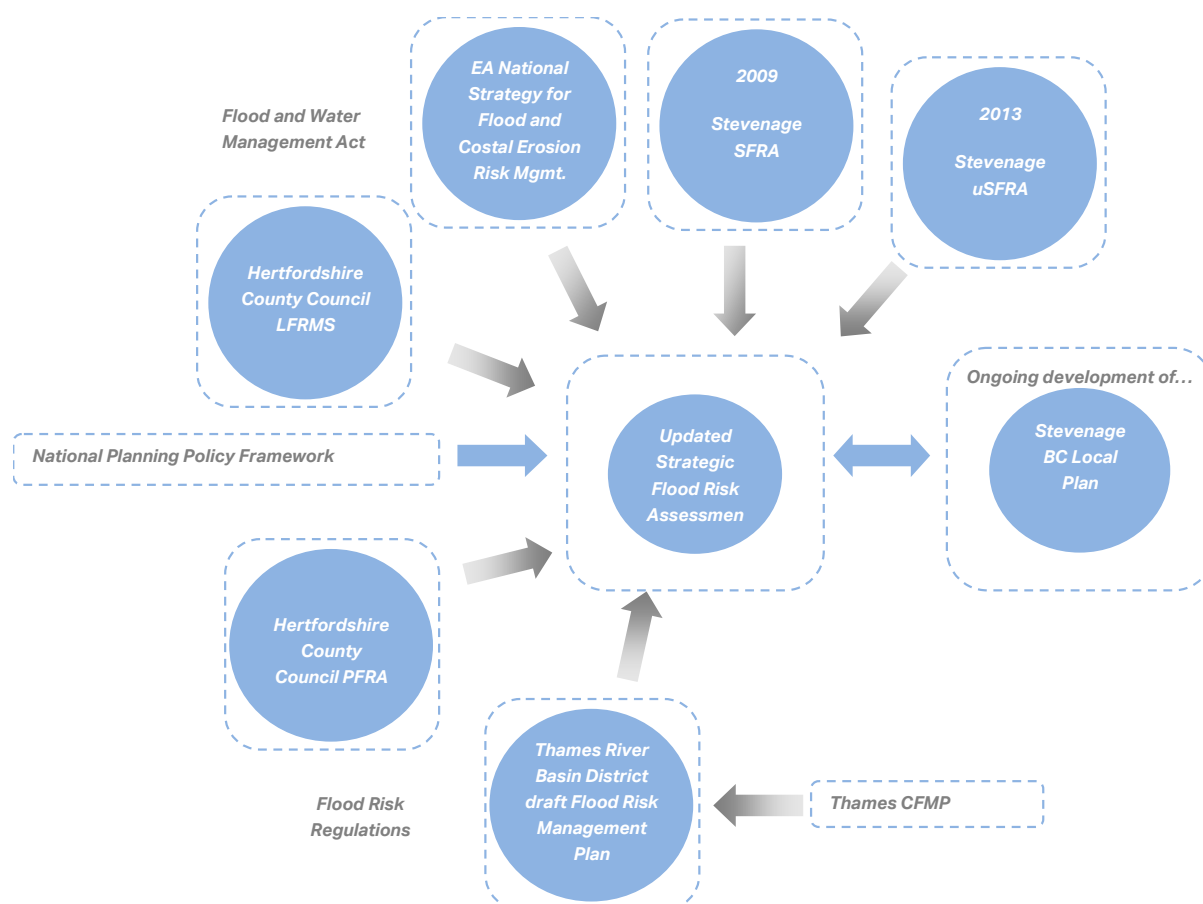 EA National
Strategy for
Flood and
Costal Erosion
Risk Mgmt.
2009
Stevenage
SFRA
2013
Stevenage
uSFRA
Flood and Water
Management Act
Hertfordshire
County Council
LFRMS
Ongoing development of...
Stevenage
BC Local
Plan
National Planning Policy Framework
Updated
Strategic
Flood Risk
Assessmen
Hertfordshire
County
Council PFRA
Thames River
Basin District
draft Flood Risk
Management
Plan
Flood Risk
Regulations
Thames CFMP